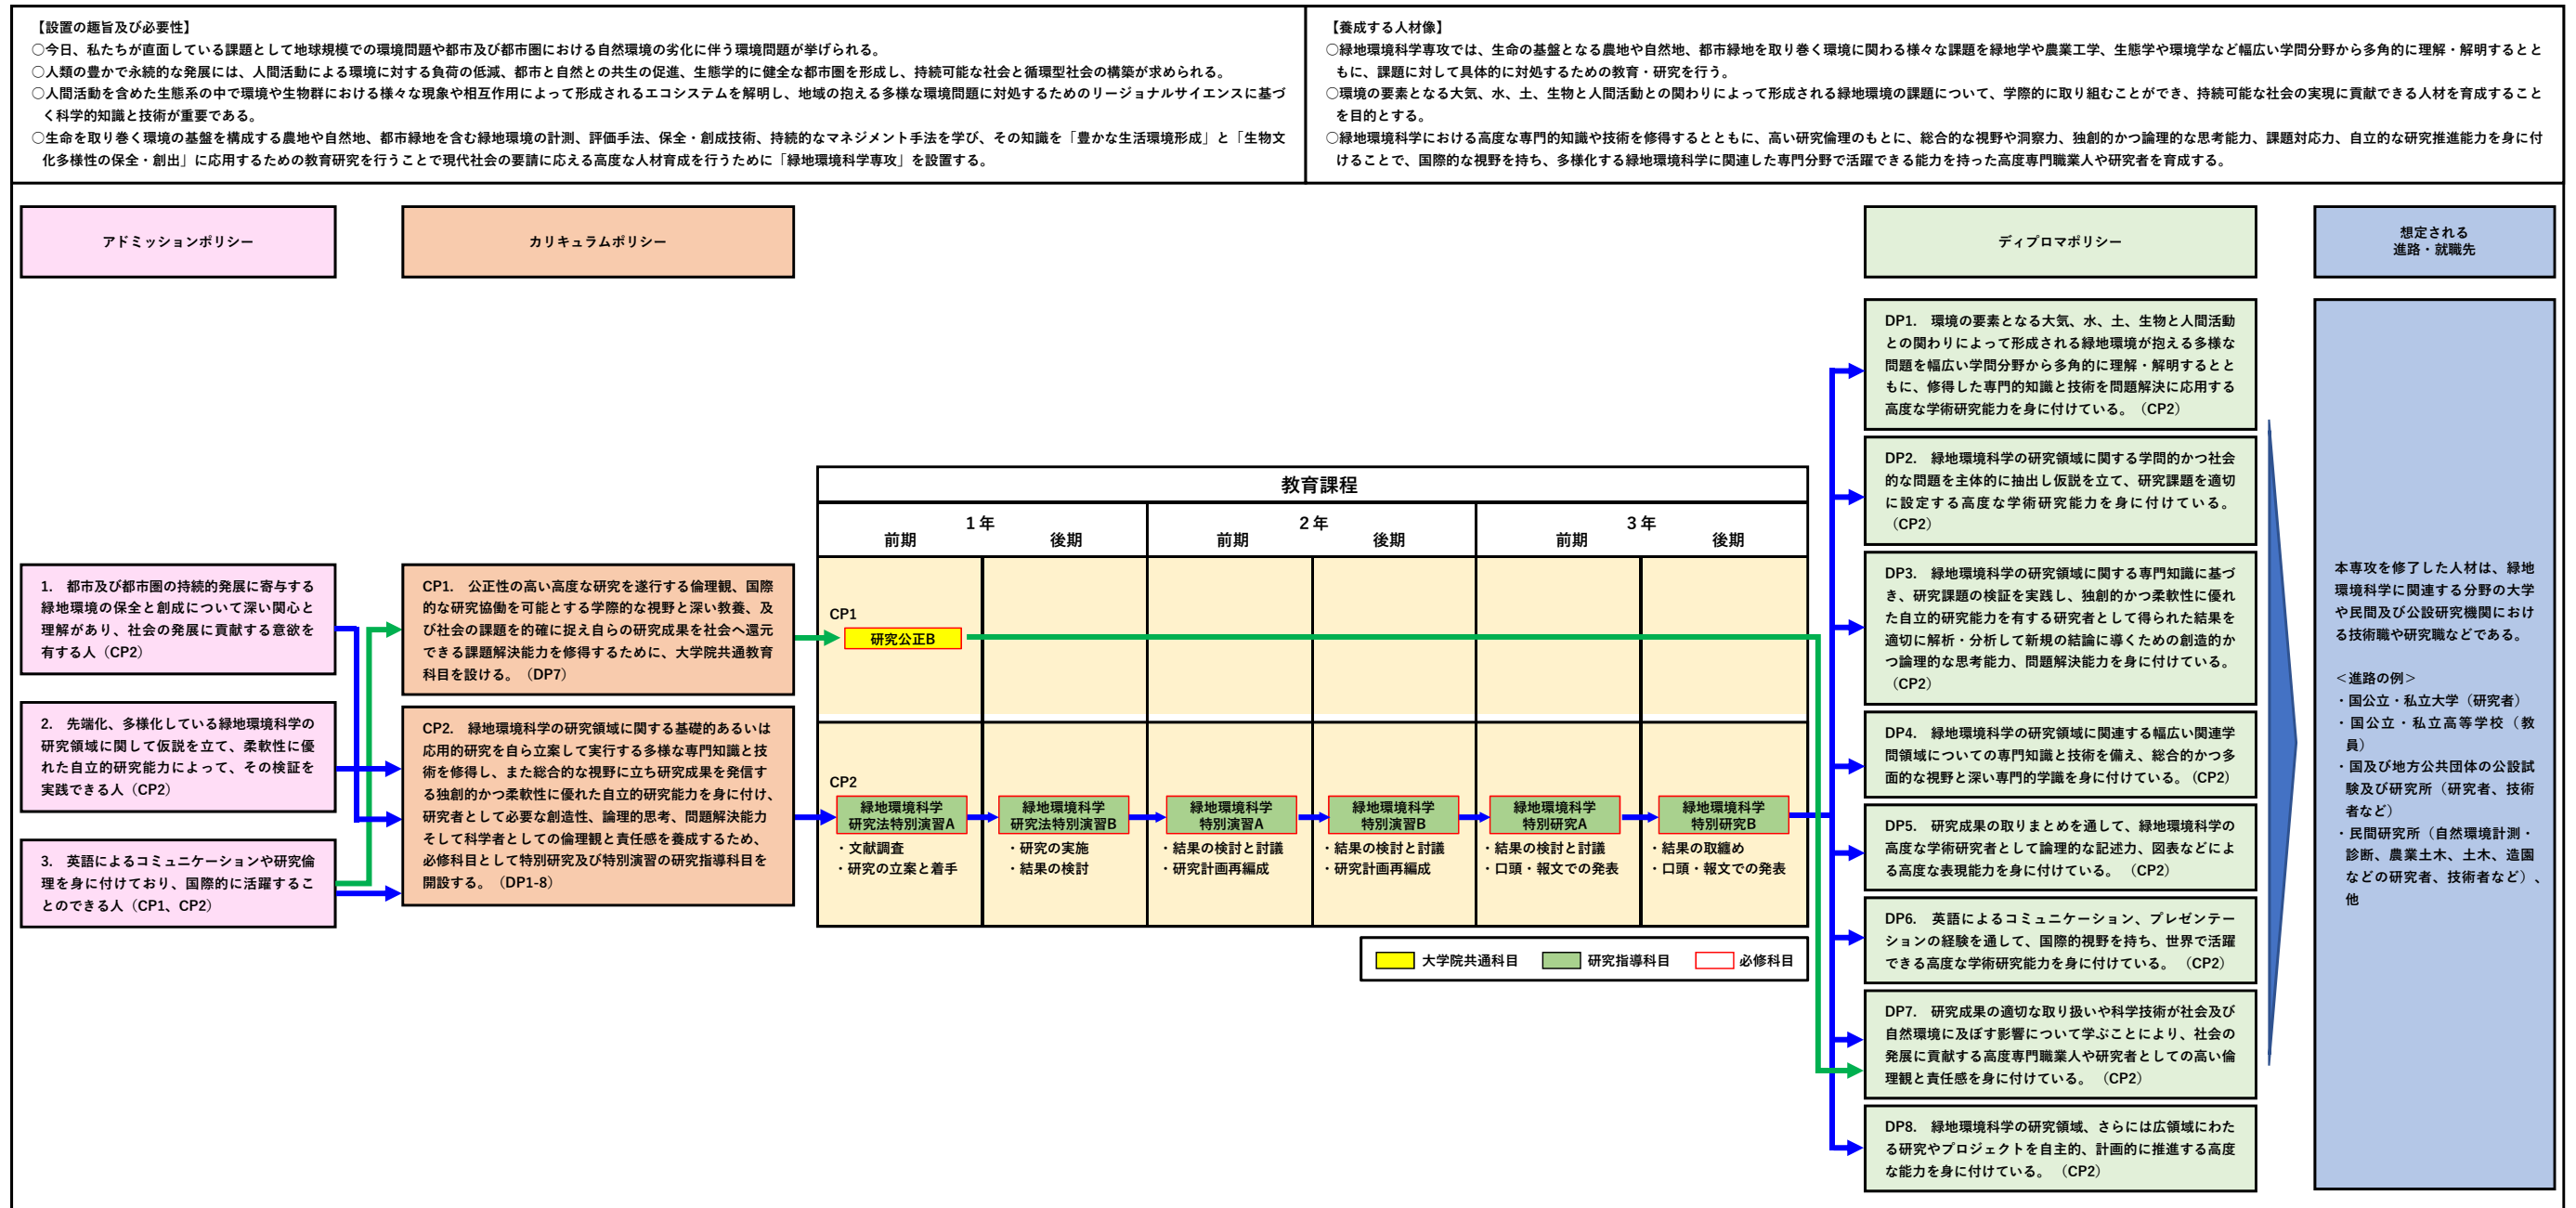 【設置の趣旨及び必要性】
○今日、私たちが直面している課題として地球規模での環境問題や都市及び都市圏における自然環境の劣化に伴う環境問題が挙げられる。
○人類の豊かで永続的な発展には、人間活動による環境に対する負荷の低減、都市と自然との共生の促進、生態学的に健全な都市圏を形成し、持続可能な社会と循環型社会の構築が求められる。
○人間活動を含めた生態系の中で環境や生物群における様々な現象や相互作用によって形成されるエコシステムを解明し、地域の抱える多様な環境問題に対処するためのリージョナルサイエンスに基づ
く科学的知識と技術が重要である。
○生命を取り巻く環境の基盤を構成する農地や自然地、都市緑地を含む緑地環境の計測、評価手法、保全・創成技術、持続的なマネジメント手法を学び、その知識を「豊かな生活環境形成」と「生物文
化多様性の保全・創出」に応用するための教育研究を行うことで現代社会の要請に応える高度な人材育成を行うために「緑地環境科学専攻」を設置する。
【養成する人材像】
○緑地環境科学専攻では、生命の基盤となる農地や自然地、都市緑地を取り巻く環境に関わる様々な課題を緑地学や農業工学、生態学や環境学など幅広い学問分野から多角的に理解・解明するとと
もに、課題に対して具体的に対処するための教育・研究を行う。
○環境の要素となる大気、水、土、生物と人間活動との関わりによって形成される緑地環境の課題について、学際的に取り組むことができ、持続可能な社会の実現に貢献できる人材を育成すること
を目的とする。
○緑地環境科学における高度な専門的知識や技術を修得するとともに、高い研究倫理のもとに、総合的な視野や洞察力、独創的かつ論理的な思考能力、課題対応力、自立的な研究推進能力を身に付
けることで、国際的な視野を持ち、多様化する緑地環境科学に関連した専門分野で活躍できる能力を持った高度専門職業人や研究者を育成する。
アドミッションポリシー
カリキュラムポリシー
ディプロマポリシー
想定される
進路・就職先
1. 都市及び都市圏の持続的発展に寄与する
緑地環境の保全と創成について深い関心と
理解があり、社会の発展に貢献する意欲を
有する人（CP2）
2. 先端化、多様化している緑地環境科学の
研究領域に関して仮説を立て、柔軟性に優
れた自立的研究能力によって、その検証を
実践できる人（CP2）
3. 英語によるコミュニケーションや研究倫
理を身に付けており、国際的に活躍するこ
とのできる人（CP1、CP2）
CP1. 公正性の高い高度な研究を遂行する倫理観、国際
的な研究協働を可能とする学際的な視野と深い教養、及
び社会の課題を的確に捉え自らの研究成果を社会へ還元
できる課題解決能力を修得するために、大学院共通教育
科目を設ける。（DP7）
CP2. 緑地環境科学の研究領域に関する基礎的あるいは
応用的研究を自ら立案して実行する多様な専門知識と技
術を修得し、また総合的な視野に立ち研究成果を発信す
る独創的かつ柔軟性に優れた自立的研究能力を身に付け、
研究者として必要な創造性、論理的思考、問題解決能力
そして科学者としての倫理観と責任感を養成するため、
必修科目として特別研究及び特別演習の研究指導科目を
開設する。（DP1-8）
教育課程
1年
2年
3年
前期
後期
前期
後期
前期
後期
CP1
研究公正B
CP2
緑地環境科学
研究法特別演習A
・文献調査
・研究の立案と着手
緑地環境科学
研究法特別演習B
・研究の実施
・結果の検討
緑地環境科学
特別演習A
・結果の検討と討議
・研究計画再編成
緑地環境科学
特別演習B
・結果の検討と討議
・研究計画再編成
緑地環境科学
特別研究A
・結果の検討と討議
・口頭・報文での発表
緑地環境科学
特別研究B
・結果の取纏め
・口頭・報文での発表
大学院共通科目
研究指導科目
必修科目
DP1. 環境の要素となる大気、水、土、生物と人間活動
との関わりによって形成される緑地環境が抱える多様な
問題を幅広い学問分野から多角的に理解・解明するとと
もに、修得した専門的知識と技術を問題解決に応用する
高度な学術研究能力を身に付けている。（CP2）
DP2. 緑地環境科学の研究領域に関する学問的かつ社会
的な問題を主体的に抽出し仮説を立て、研究課題を適切
に設定する高度な学術研究能力を身に付けている。
（CP2）
DP3. 緑地環境科学の研究領域に関する専門知識に基づ
き、研究課題の検証を実践し、独創的かつ柔軟性に優れ
た自立的研究能力を有する研究者として得られた結果を
適切に解析・分析して新規の結論に導くための創造的か
つ論理的な思考能力、問題解決能力を身に付けている。
（CP2）
DP4. 緑地環境科学の研究領域に関連する幅広い関連学
問領域についての専門知識と技術を備え、総合的かつ多
面的な視野と深い専門的学識を身に付けている。（CP2）
DP5. 研究成果の取りまとめを通して、緑地環境科学の
高度な学術研究者として論理的な記述力、図表などによ
る高度な表現能力を身に付けている。（CP2）
DP6. 英語によるコミュニケーション、プレゼンテー
ションの経験を通して、国際的視野を持ち、世界で活躍
できる高度な学術研究能力を身に付けている。（CP2）
DP7. 研究成果の適切な取り扱いや科学技術が社会及び
自然環境に及ぼす影響について学ぶことにより、社会の
発展に貢献する高度専門職業人や研究者としての高い倫
理観と責任感を身に付けている。（CP2）
DP8. 緑地環境科学の研究領域、さらには広領域にわた
る研究やプロジェクトを自主的、計画的に推進する高度
な能力を身に付けている。（CP2）
本専攻を修了した人材は、緑地
環境科学に関連する分野の大学
や民間及び公設研究機関におけ
る技術職や研究職などである。
＜進路の例＞
・国公立・私立大学（研究者）
・国公立・私立高等学校（教
員）
・国及び地方公共団体の公設試
験及び研究所（研究者、技術
者など）
・民間研究所（自然環境計測・
診断、農業土木、土木、造園
などの研究者、技術者など）、
他